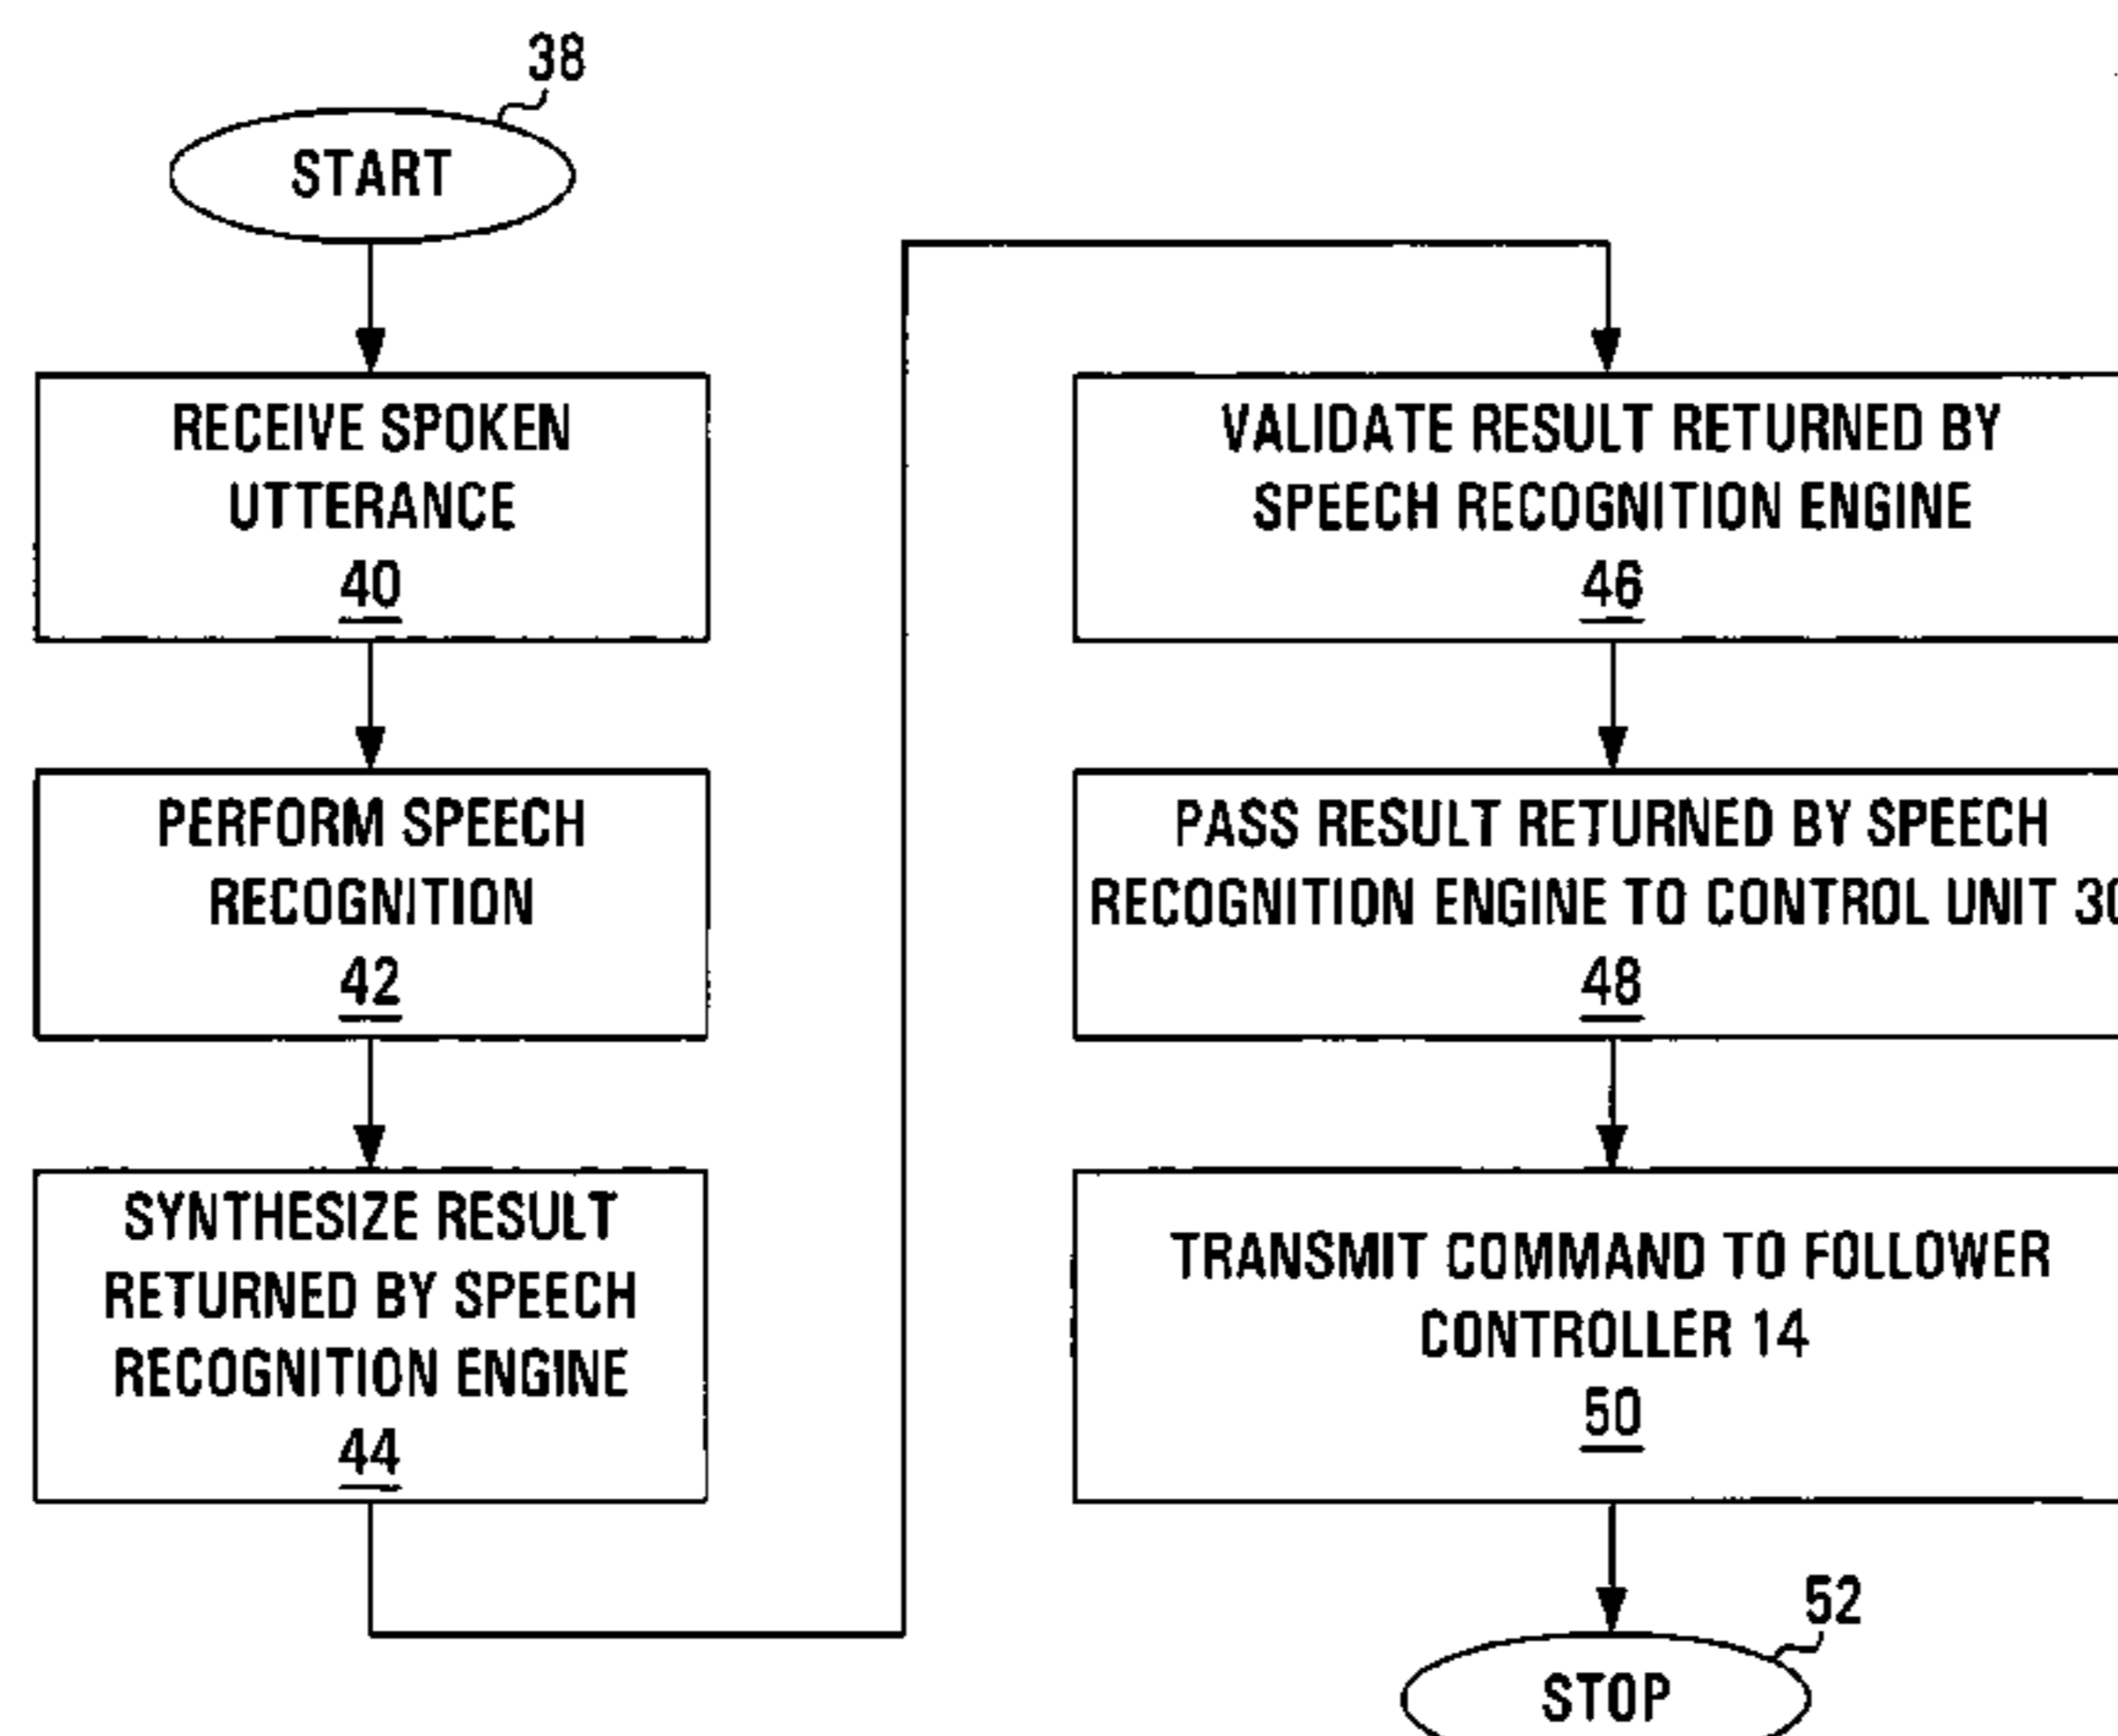 38
START
RECEIVE SPOKEN
UTTERANCE
40
PERFORM SPEECH
RECOGNITION
42
SYNTHESIZE RESULT
RETURNED BY SPEECH
RECOGNITION ENGINE
44
VALIDATE RESULT RETURNED BY
SPEECH RECOGNITION ENGINE
46
PASS RESULT RETURNED BY SPEECH
RECOGNITION ENGINE TO CONTROL UNIT 30
48
TRANSMIT COMMAND TO FOLLOWER
CONTROLLER 14
50
52
STOP